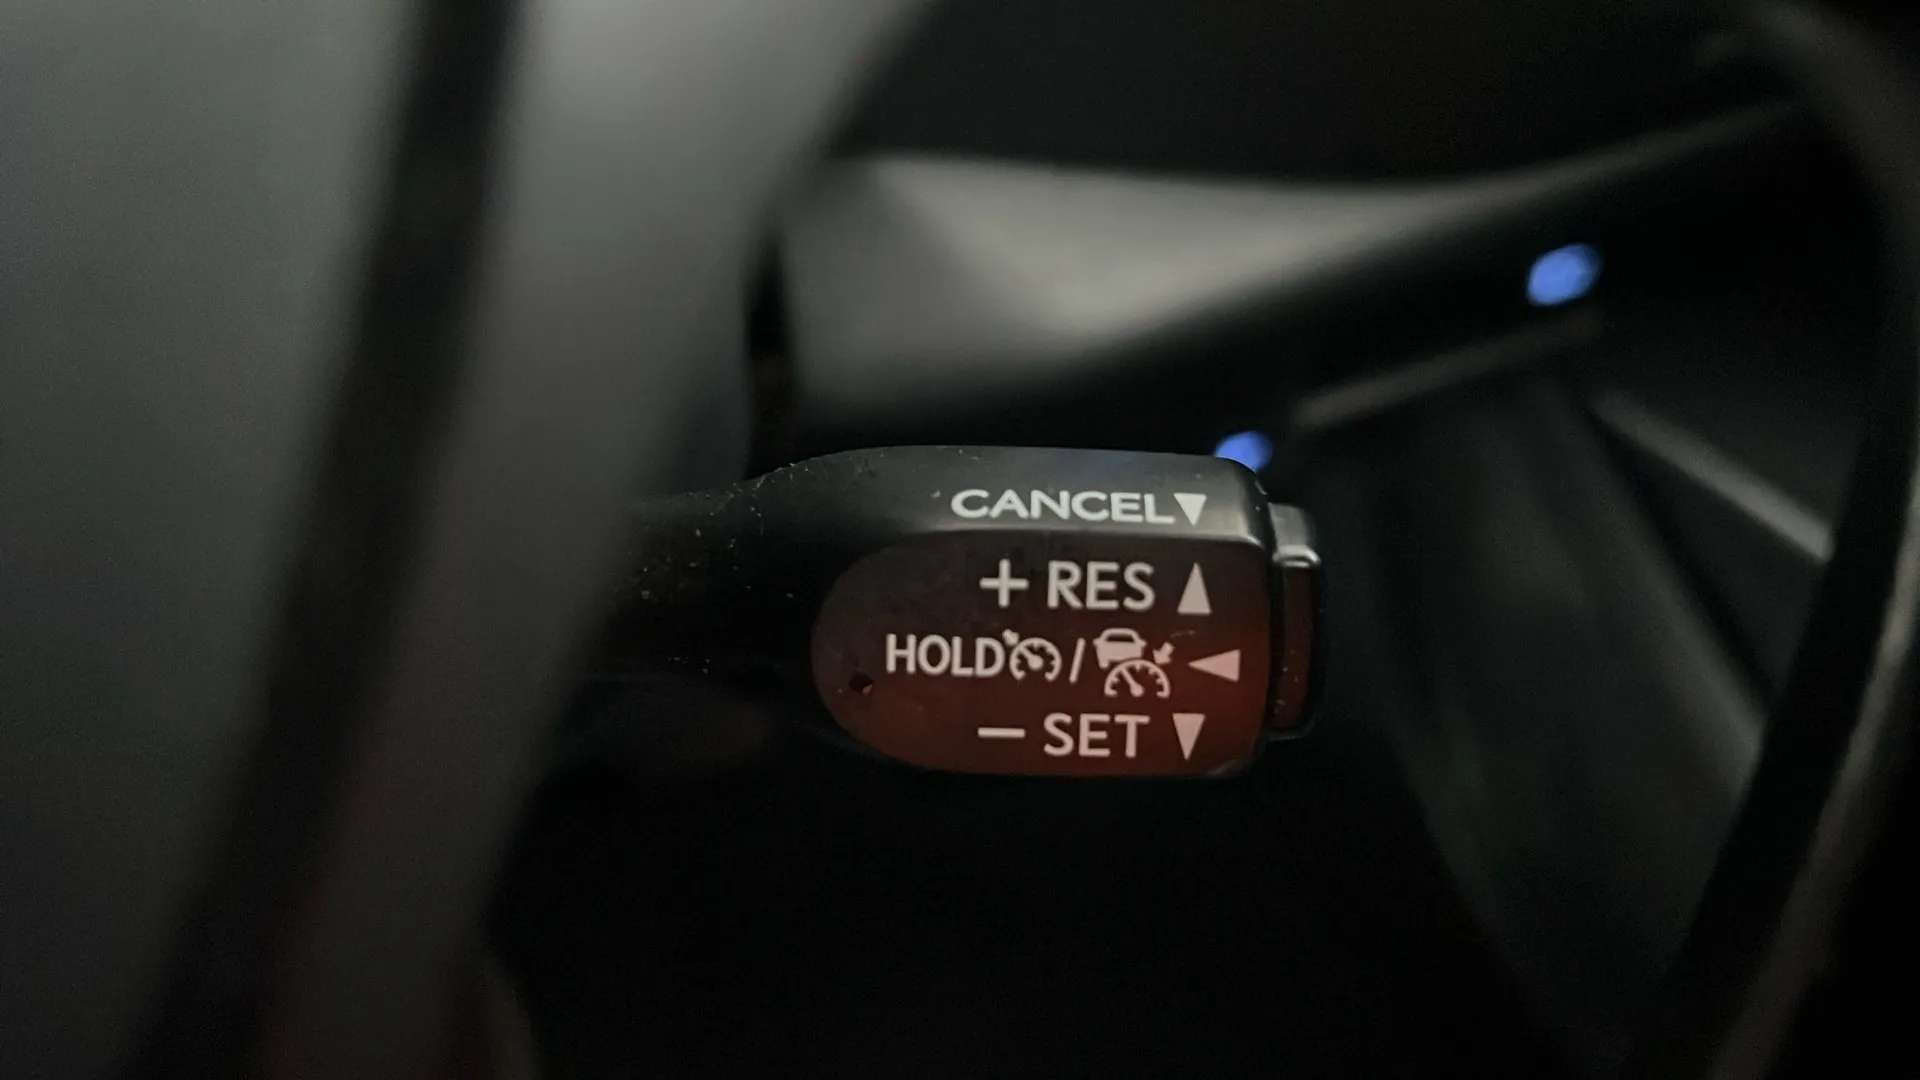 CANCEL▼
+ RES ▲
HOLD / ◀
− SET ▼